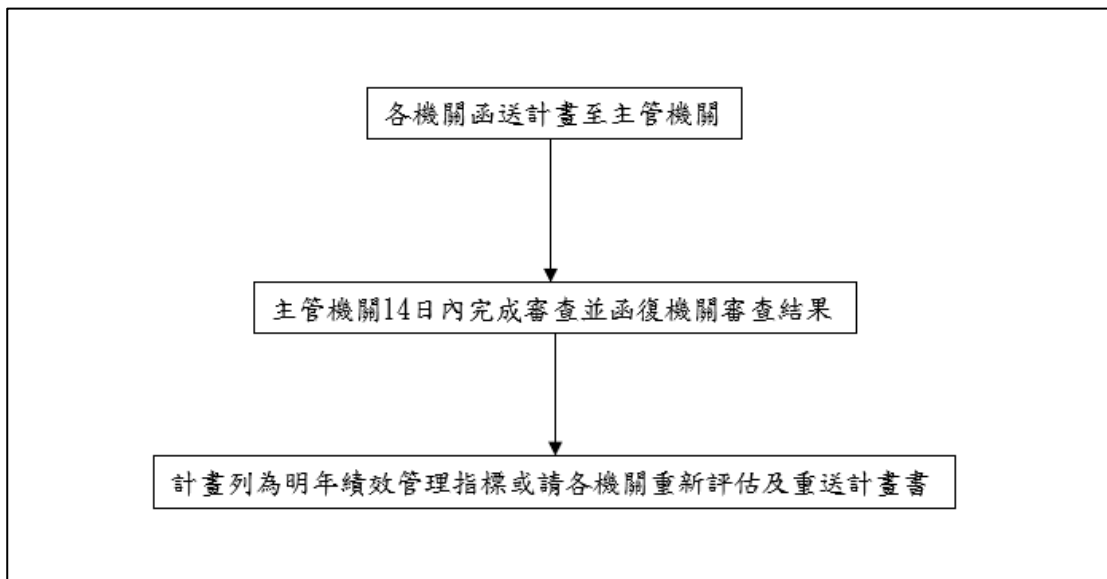 各機關函送計畫至主管機關
主管機關14日內完成審查並函復機關審查結果
計畫列為明年績效管理指標或請各機關重新評估及重送計畫書